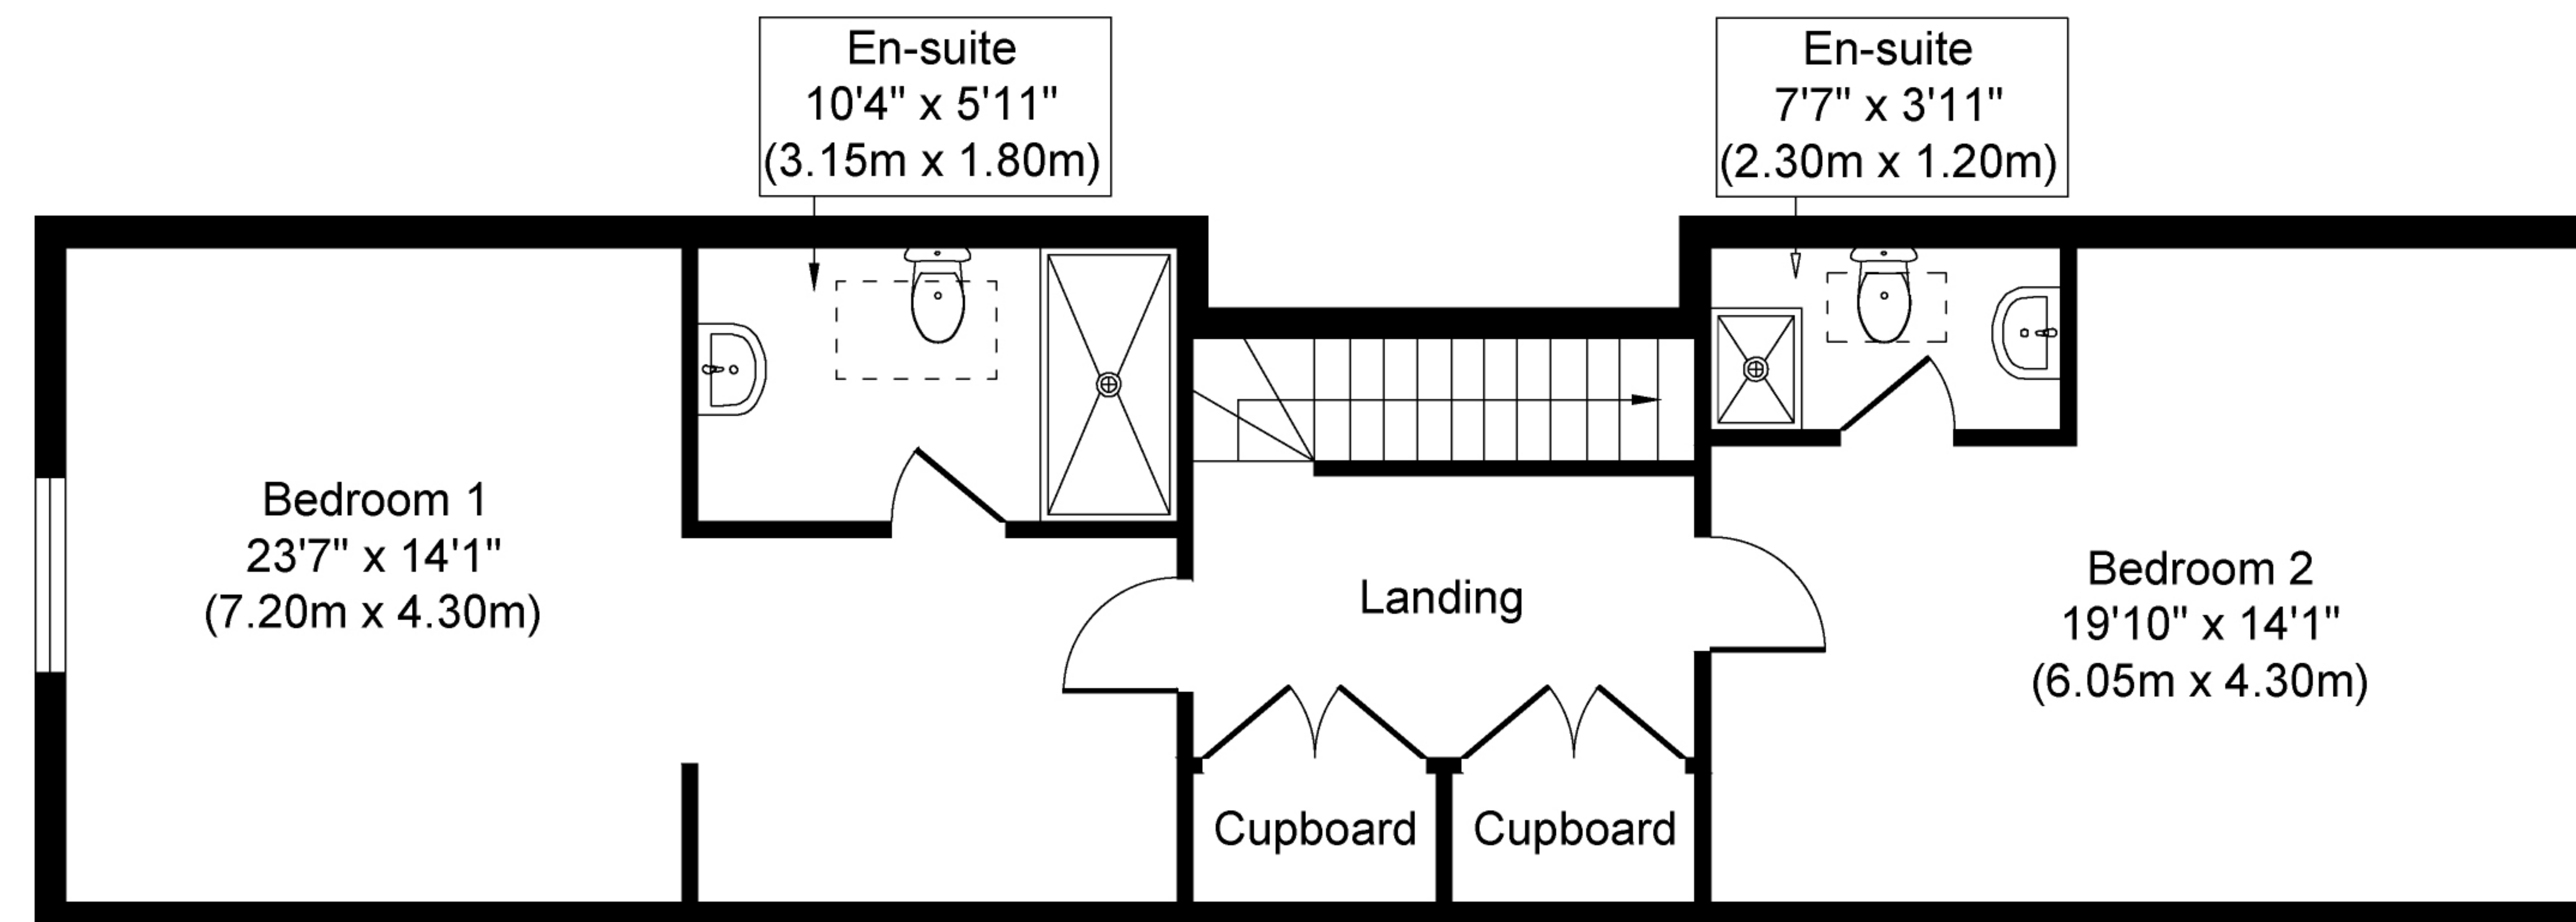 En-suite
10'4" x 5'11"
(3.15m x 1.80m)
En-suite
7'7" x 3'11"
(2.30m x 1.20m)
Bedroom 1
23'7" x 14'1"
(7.20m x 4.30m)
Landing
Bedroom 2
19'10" x 14'1"
(6.05m x 4.30m)
Cupboard
Cupboard